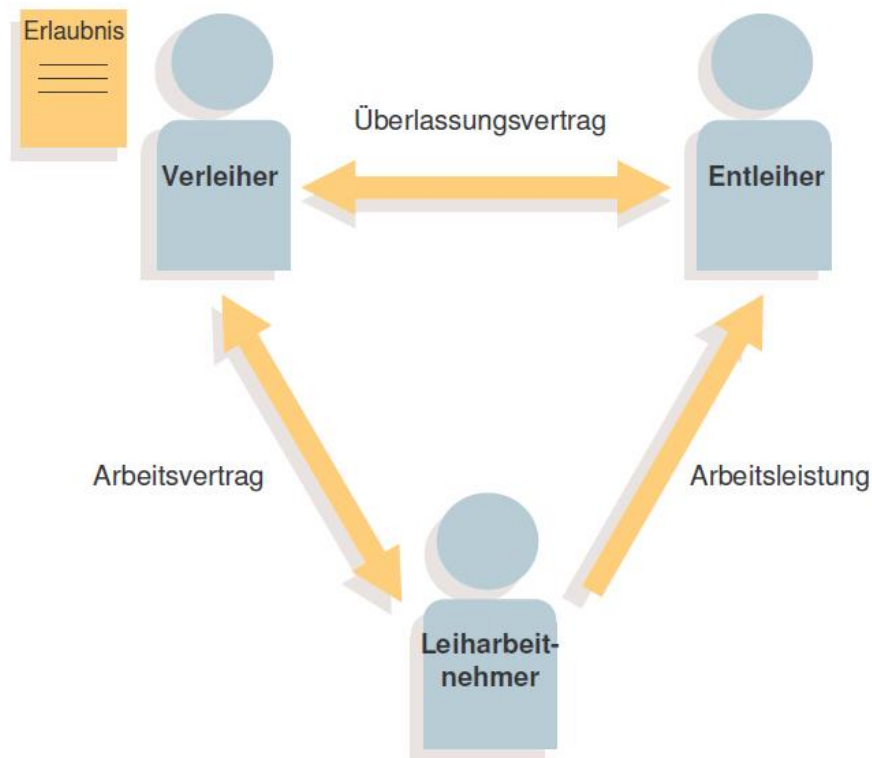 Erlaubnis
Überlassungsvertrag
Verleiher
Entleiher
Arbeitsvertrag
Arbeitsleistung
Leiharbeit-
nehmer